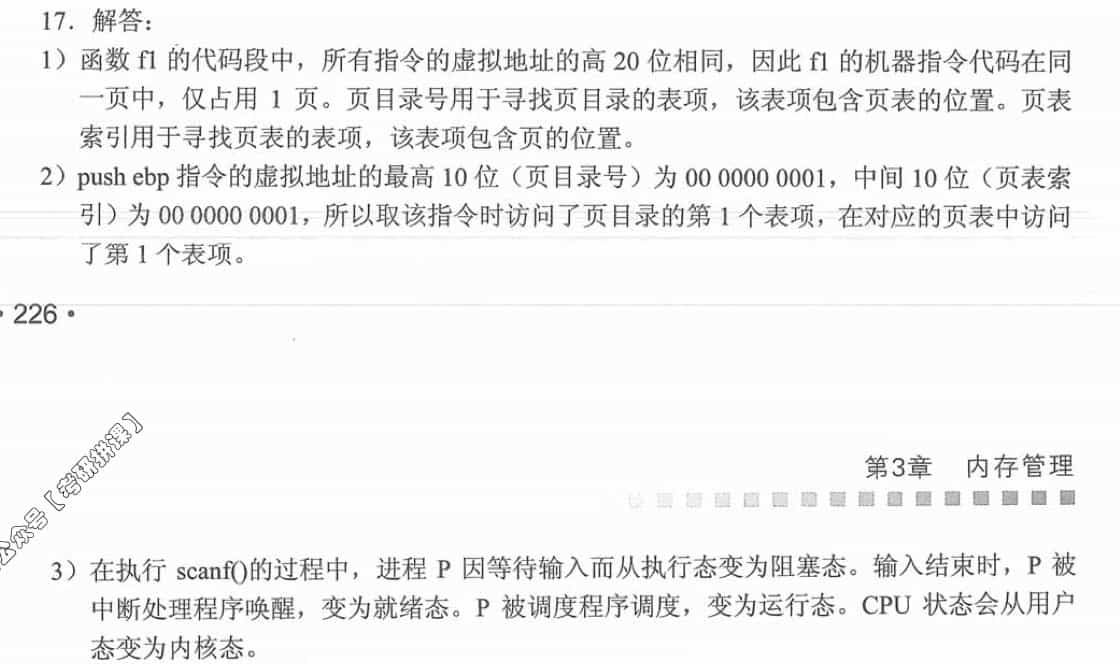 17. 解答：
1）函数 f1 的代码段中，所有指令的虚拟地址的高 20 位相同，因此 f1 的机器指令代码在同
一页中，仅占用 1 页。页目录号用于寻找页目录的表项，该表项包含页表的位置。页表
索引用于寻找页表的表项，该表项包含页的位置。
2）push ebp 指令的虚拟地址的最高 10 位（页目录号）为 00 0000 0001，中间 10 位（页表索
引）为 00 0000 0001，所以取该指令时访问了页目录的第 1 个表项，在对应的页表中访问
了第 1 个表项。
• 226 •
公众号【考研拼课】
第3章 内存管理
3）在执行 scanf()的过程中，进程 P 因等待输入而从执行态变为阻塞态。输入结束时，P 被
中断处理程序唤醒，变为就绪态。P 被调度程序调度，变为运行态。CPU 状态会从用户
态变为内核态。